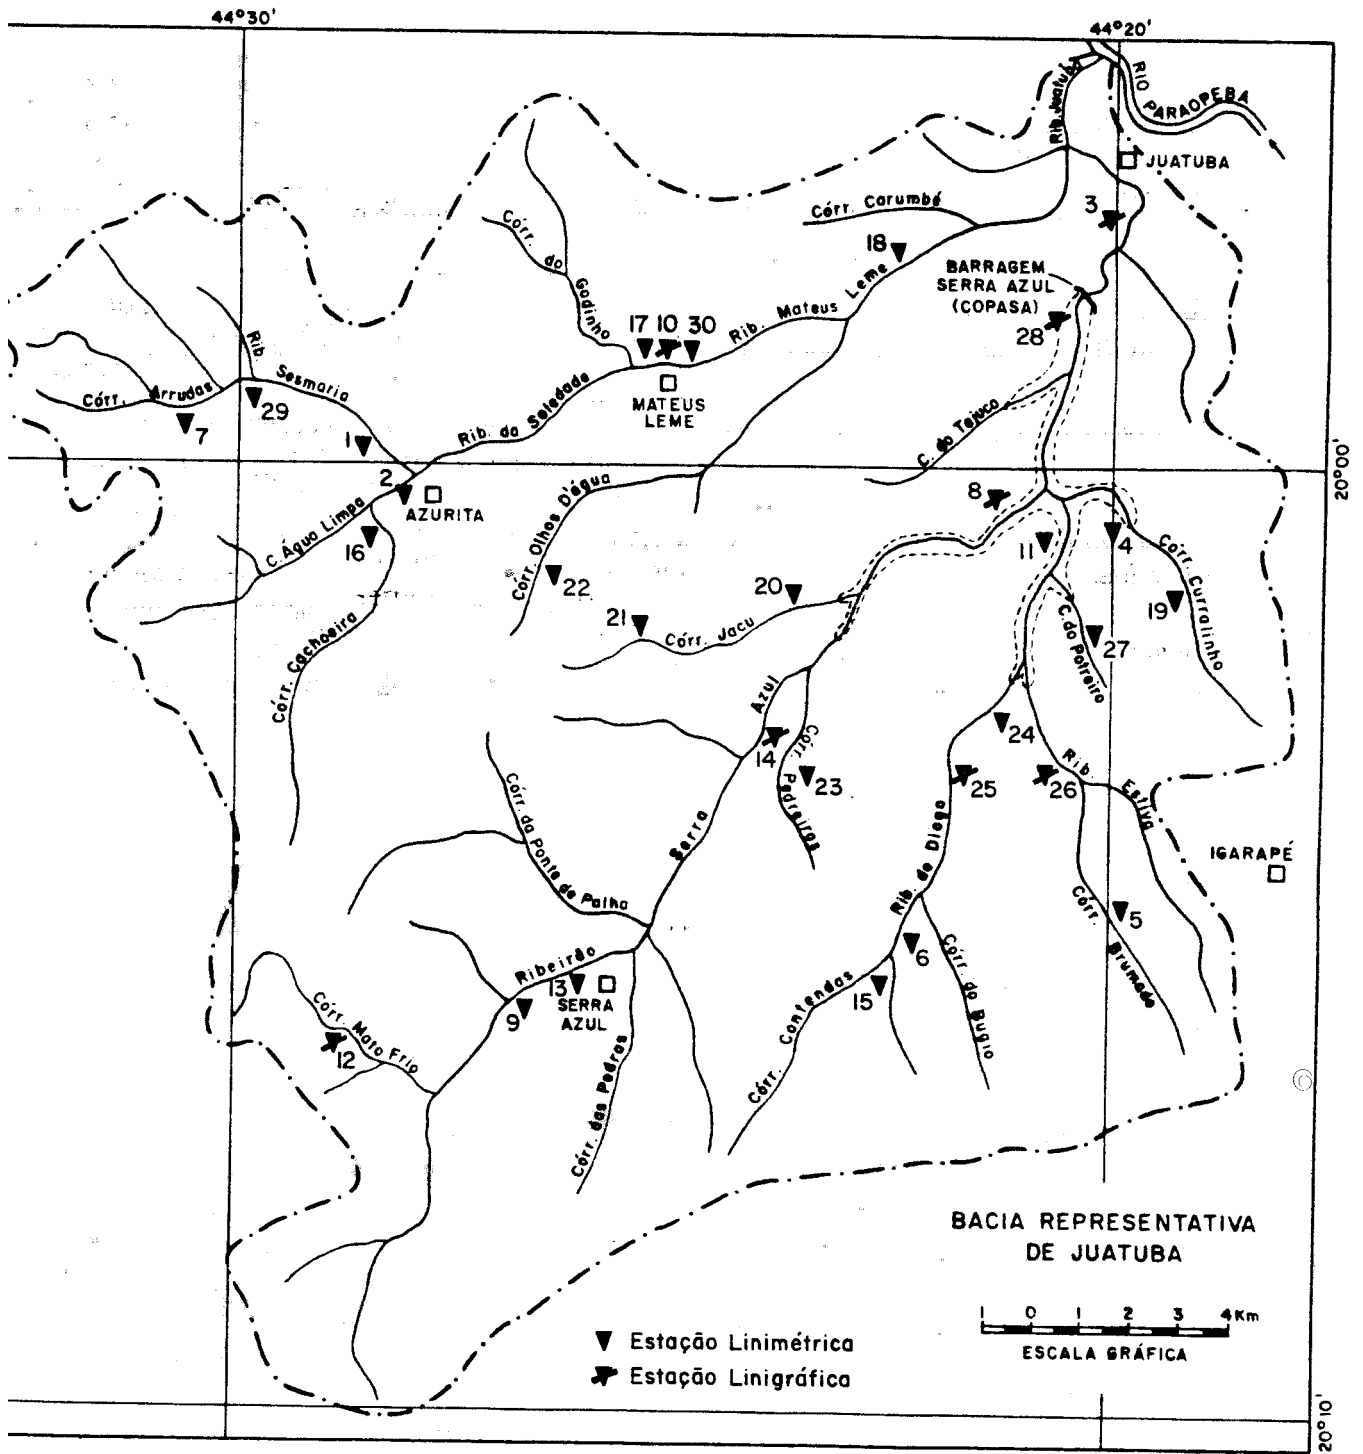 44°30'
44°20'
RIO
PARAOPEBA
Rib. Juatuba
JUATUBA
3
Córr. Carumbé
18
Córr. do Godinho
BARRAGEM
SERRA AZUL
(COPASA)
28
17 10 30
Rib. Mateus Leme
MATEUS
LEME
Rib. Sesmaria
Córr. Arrudas
7
29
1
Rib. da Soledade
C. do Tejuco
20°00'
2
AZURITA
C. Água Limpa
16
Córr. Olhos D'égua
22
8
11
4
Córr. Curralinho
19
20
21
Córr. Jacu
C. do Potreiro
27
Córr. Cachoeira
Ribeirão Serra Azul
14
Córr. Pedreiras
23
24
25
26
Rib. Estiva
Córr. da Ponte de Palha
Rib. de Diogo
IGARAPÉ
5
Córr. Brumado
6
15
Córr. do Bugio
Córr. Contendas
13
SERRA
AZUL
9
Córr. Mato Frio
12
Córr. das Pedras
BACIA REPRESENTATIVA
DE JUATUBA
1 0 1 2 3 4 Km
ESCALA GRÁFICA
Estação Linimétrica
Estação Linigráfica
20°10'